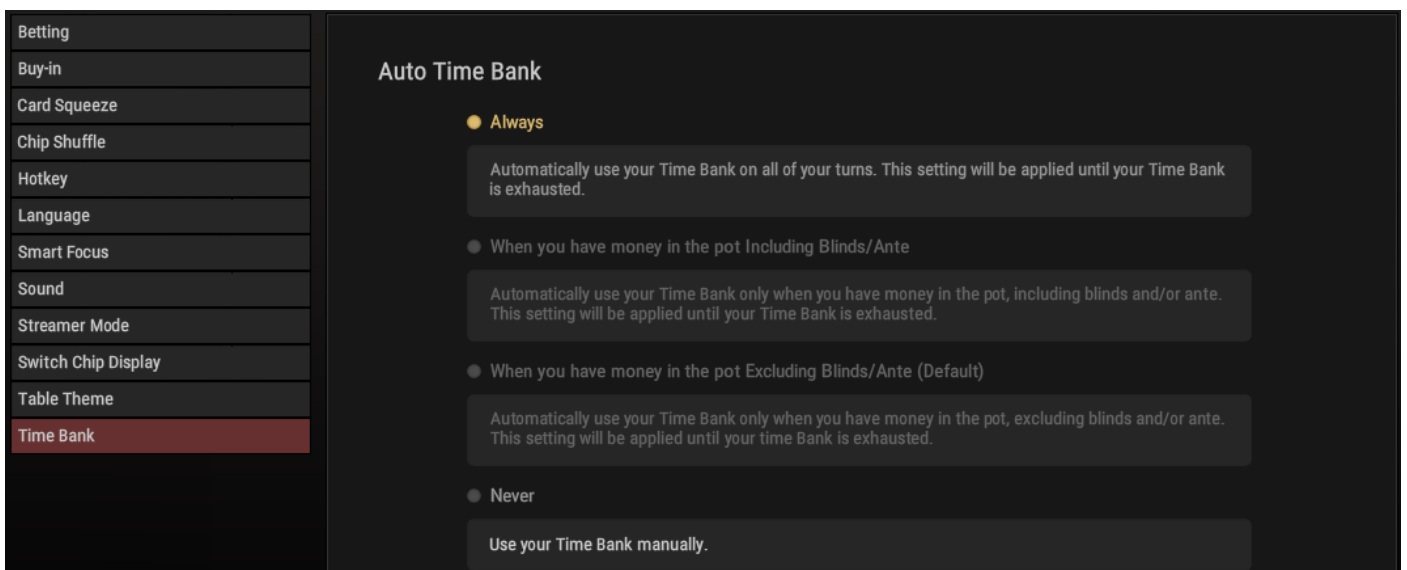 Betting
Buy-in
Card Squeeze
Chip Shuffle
Hotkey
Language
Smart Focus
Sound
Streamer Mode
Switch Chip Display
Table Theme
Time Bank
Auto Time Bank
Always
Automatically use your Time Bank on all of your turns. This setting will be applied until your Time Bank
is exhausted.
When you have money in the pot Including Blinds/Ante
Automatically use your Time Bank only when you have money in the pot, including blinds and/or ante.
This setting will be applied until your Time Bank is exhausted.
When you have money in the pot Excluding Blinds/Ante (Default)
Automatically use your Time Bank only when you have money in the pot, excluding blinds and/or ante.
This setting will be applied until your time Bank is exhausted.
Never
Use your Time Bank manually.